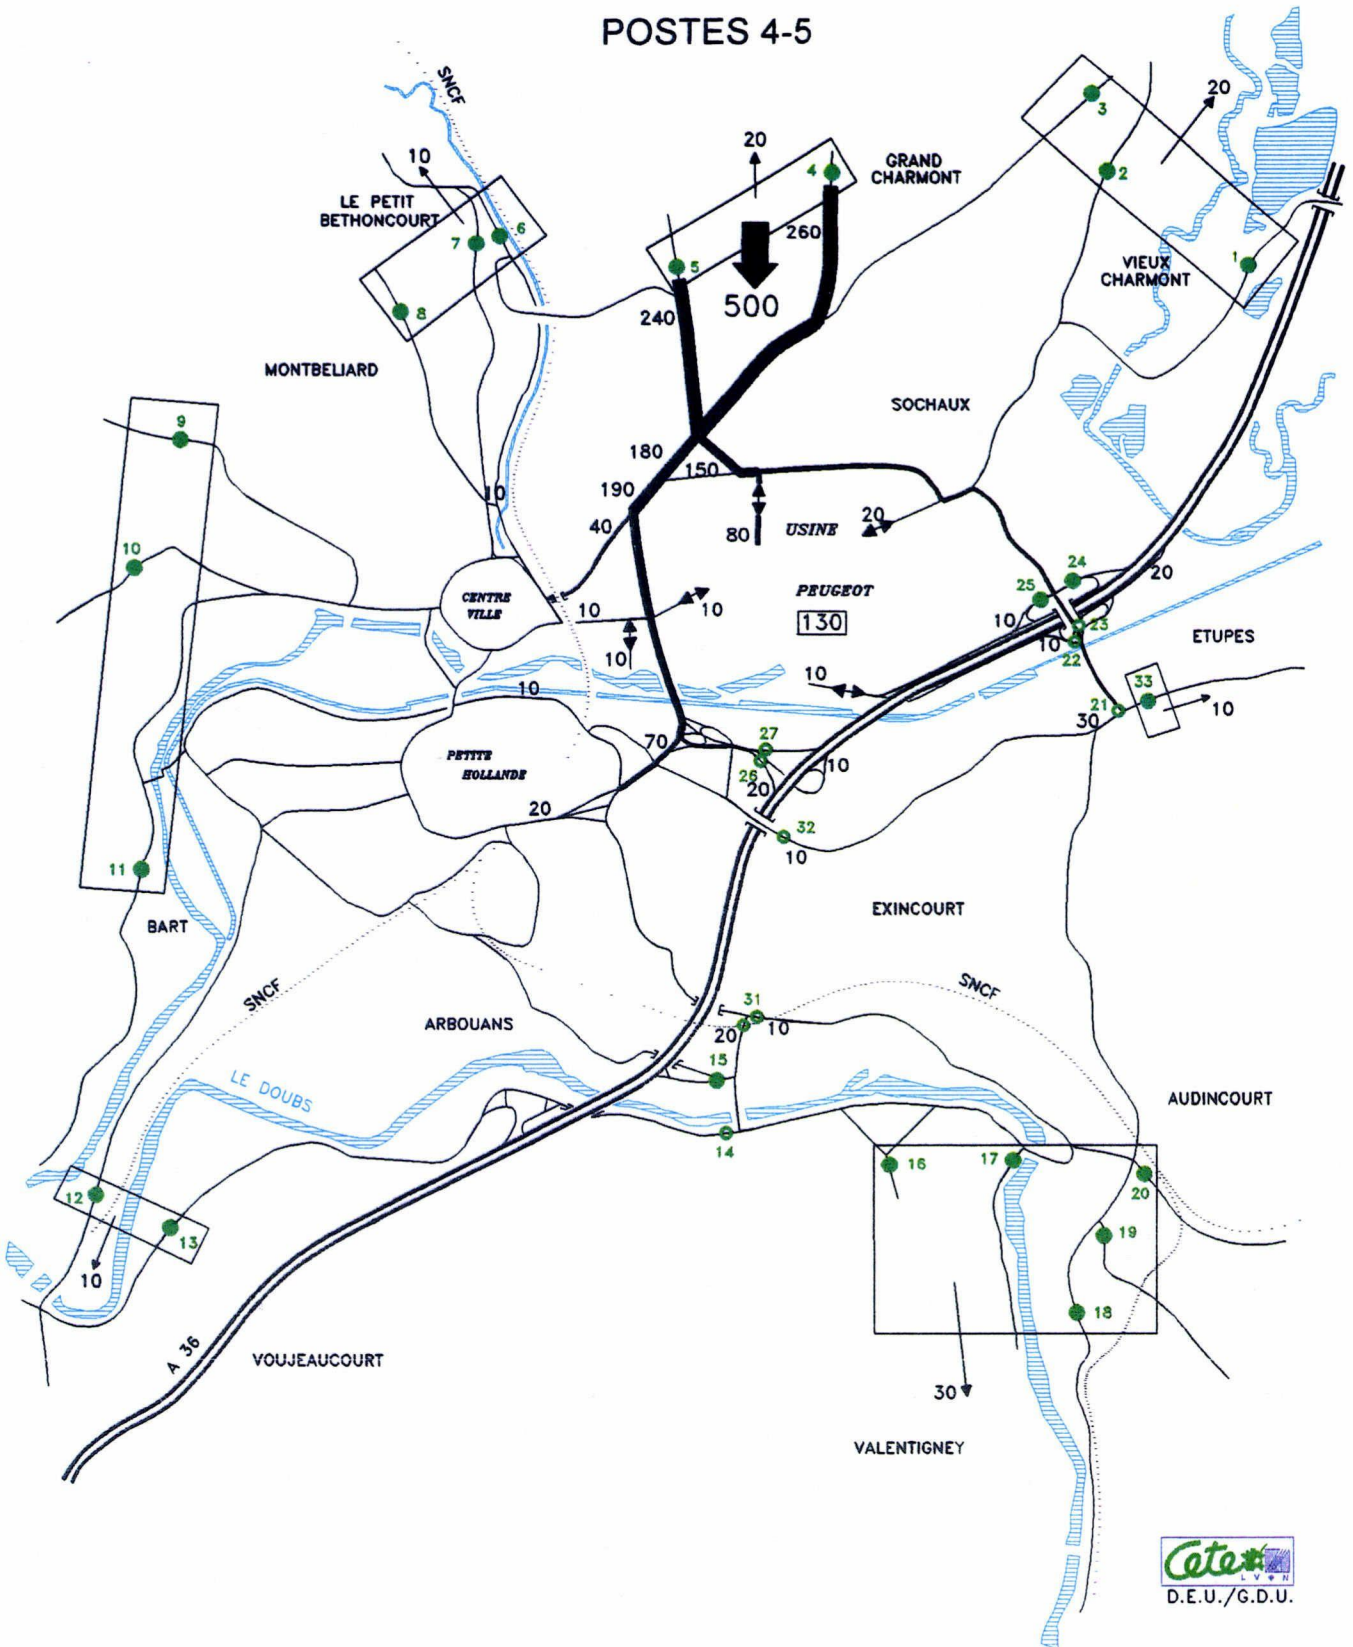 POSTES 4-5
SNCF
3
20
20
GRAND
CHARMONT
4
10
2
LE PETIT
BETHONCOURT
7
6
260
5
1
VIEUX
CHARMONT
8
240
500
MONTBELIARD
SOCHAUX
9
180
150
10
190
40
80
USINE
20
10
24
20
25
CENTRE
VILLE
PEUGEOT
130
10
10
10
23
10
22
ETUPES
10
10
10
33
21
30
10
70
27
PETITE
HOLLANDE
26
10
20
20
32
10
11
BART
EXINCOURT
SNCF
SNCF
ARBOUANS
31
20
10
15
LE DOUBS
AUDINCOURT
14
16
17
20
12
13
19
10
18
A 36
VOUJEAUCOURT
30
VALENTIGNEY
Cete
LYON
D.E.U./G.D.U.